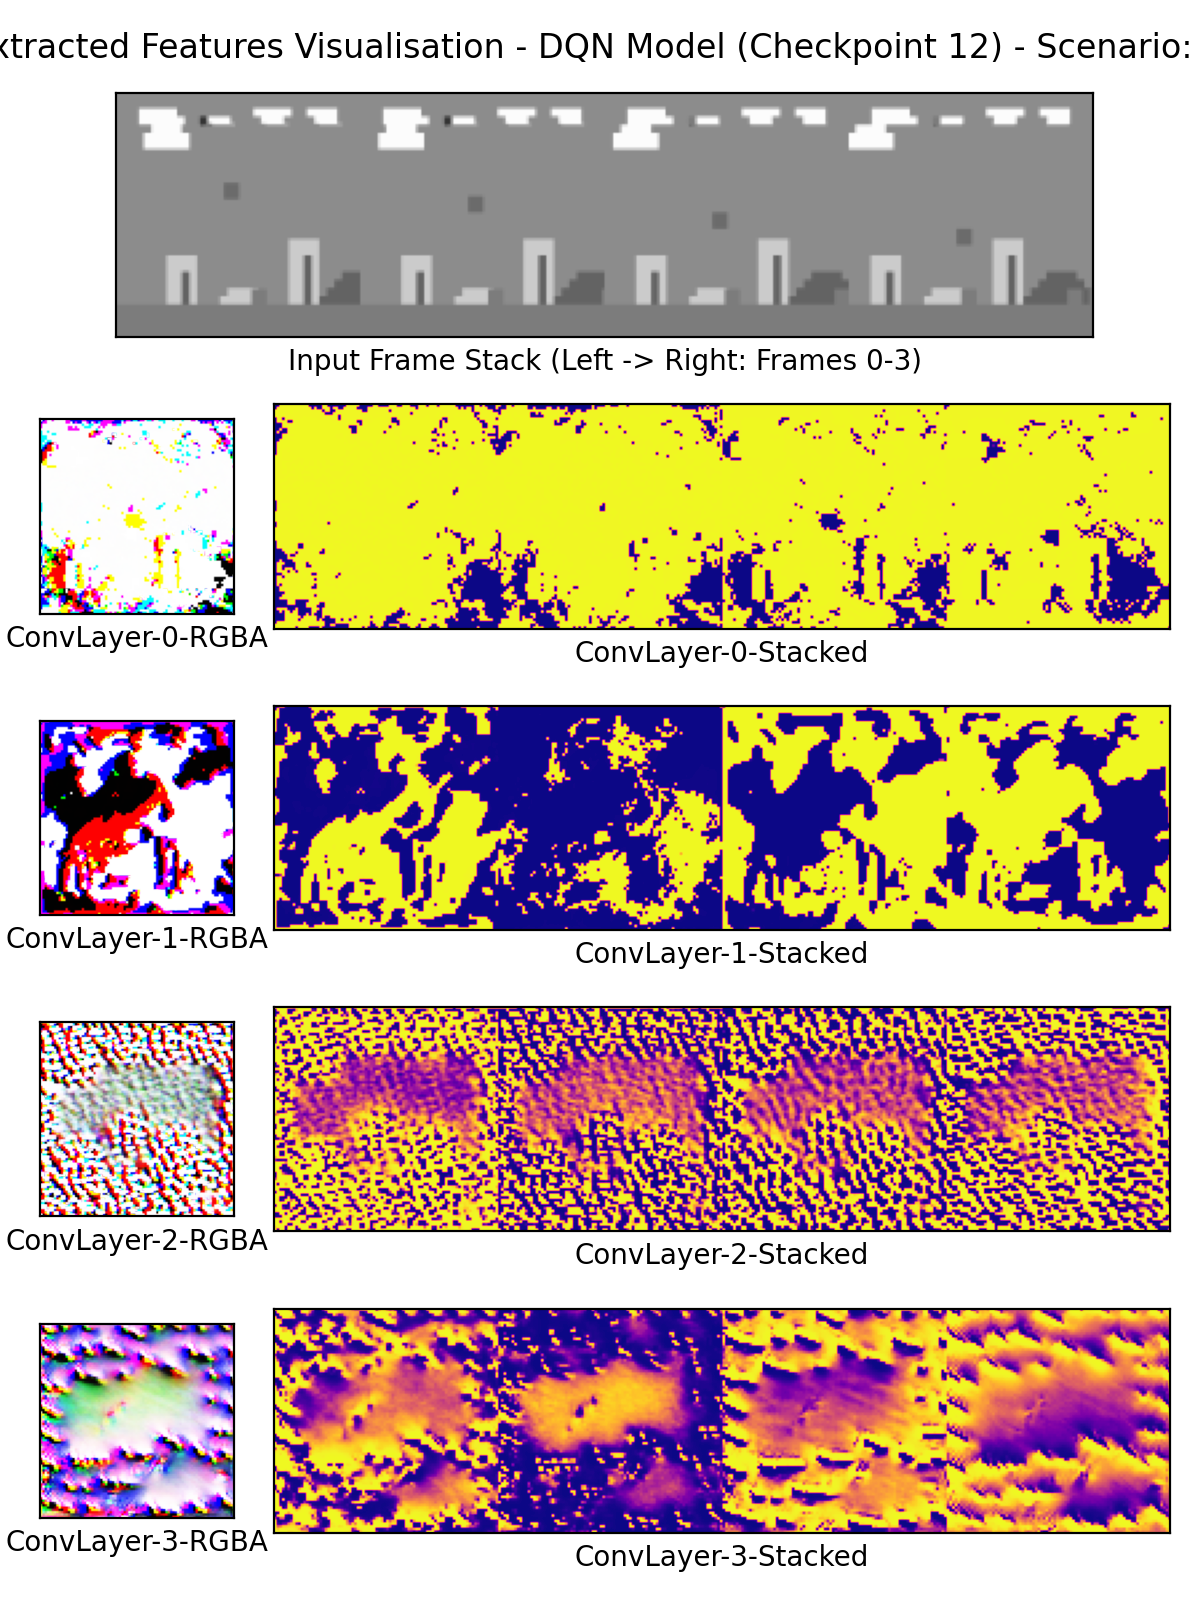 xtracted Features Visualisation - DQN Model (Checkpoint 12) - Scenario:
Input Frame Stack (Left -> Right: Frames 0-3)
ConvLayer-0-RGBA
ConvLayer-0-Stacked
ConvLayer-1-RGBA
ConvLayer-1-Stacked
ConvLayer-2-RGBA
ConvLayer-2-Stacked
ConvLayer-3-RGBA
ConvLayer-3-Stacked